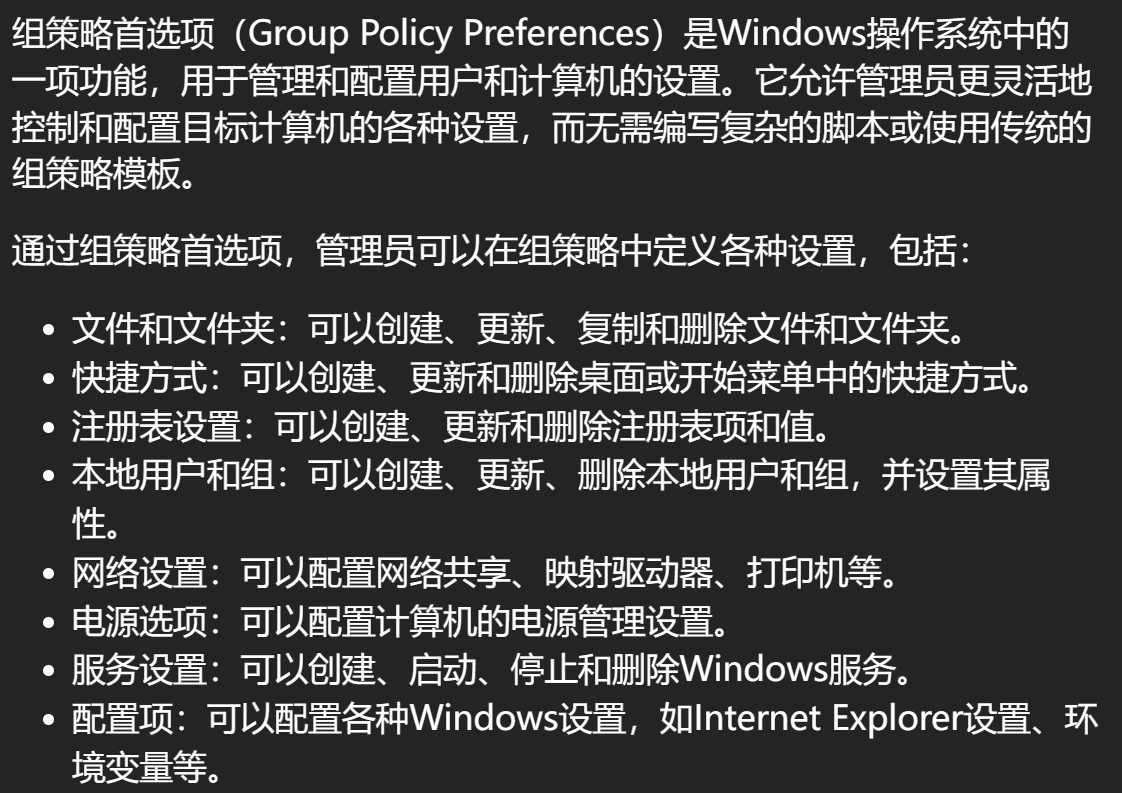 组策略首选项（Group Policy Preferences）是Windows操作系统中的
一项功能，用于管理和配置用户和计算机的设置。它允许管理员更灵活地
控制和配置目标计算机的各种设置，而无需编写复杂的脚本或使用传统的
组策略模板。
通过组策略首选项，管理员可以在组策略中定义各种设置，包括：
• 文件和文件夹：可以创建、更新、复制和删除文件和文件夹。
• 快捷方式：可以创建、更新和删除桌面或开始菜单中的快捷方式。
• 注册表设置：可以创建、更新和删除注册表项和值。
• 本地用户和组：可以创建、更新、删除本地用户和组，并设置其属
性。
• 网络设置：可以配置网络共享、映射驱动器、打印机等。
• 电源选项：可以配置计算机的电源管理设置。
• 服务设置：可以创建、启动、停止和删除Windows服务。
• 配置项：可以配置各种Windows设置，如Internet Explorer设置、环
境变量等。